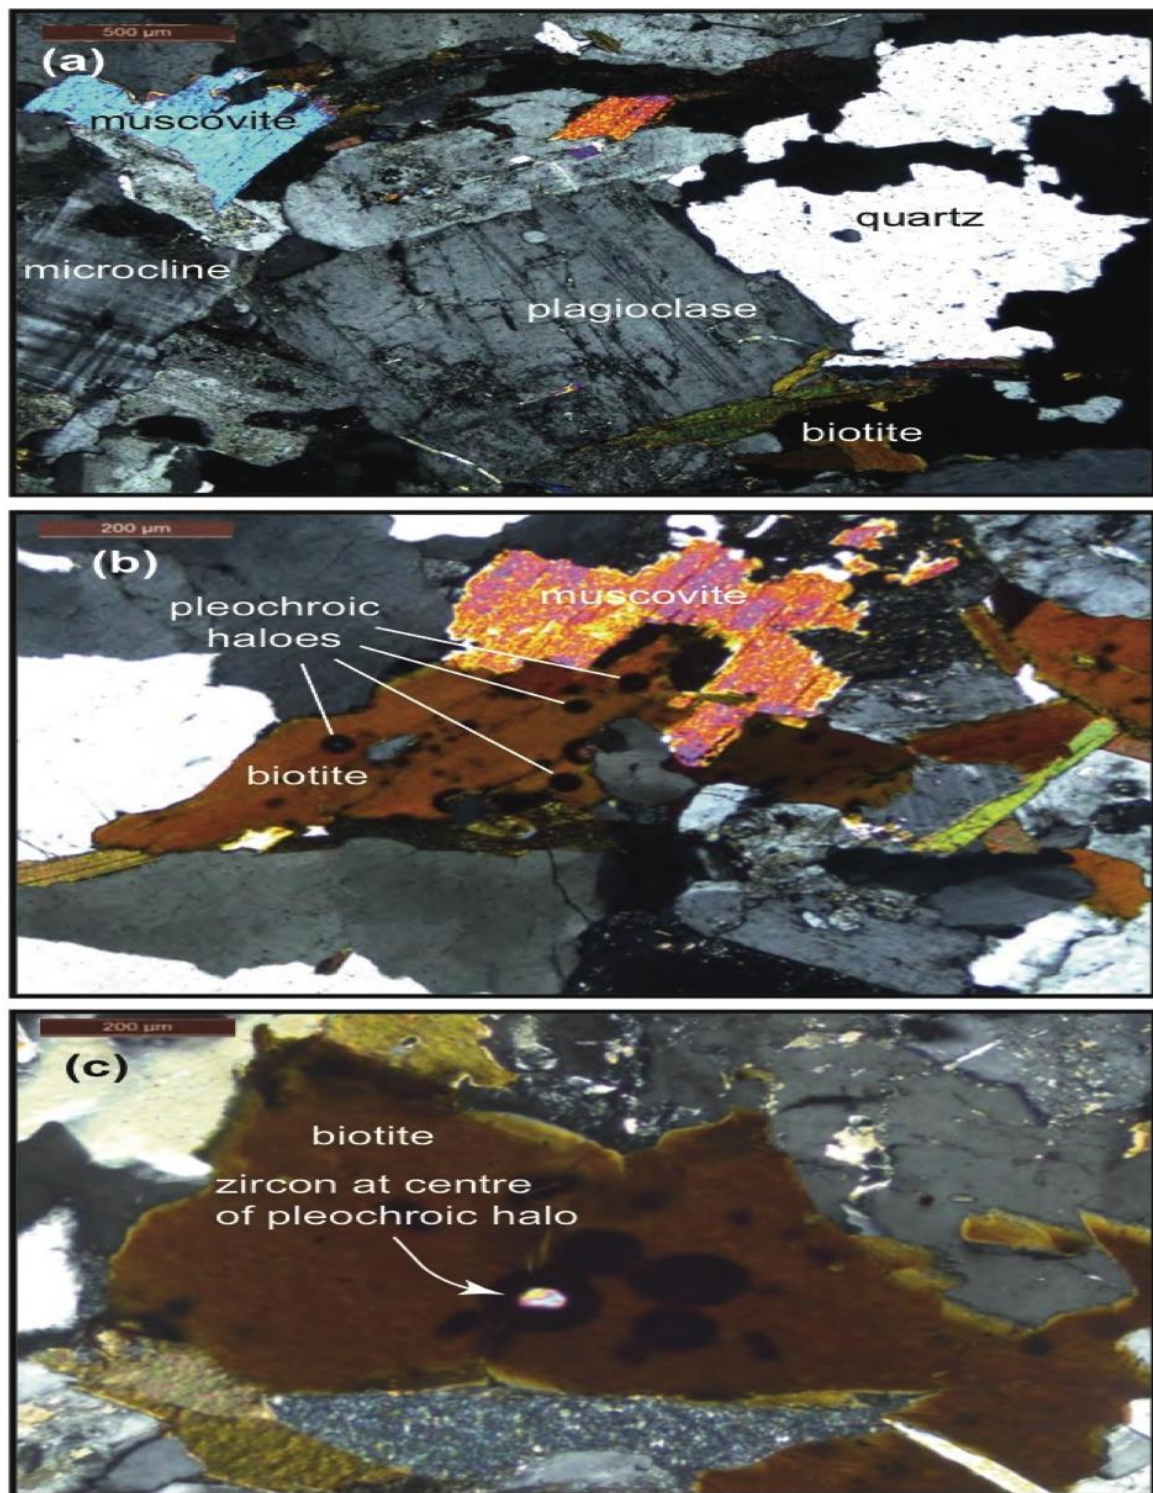 500 µm
(a)
muscovite
quartz
microcline
plagioclase
biotite
200 µm
(b)
muscovite
pleochroic
haloes
biotite
200 µm
(c)
biotite
zircon at centre
of pleochroic halo